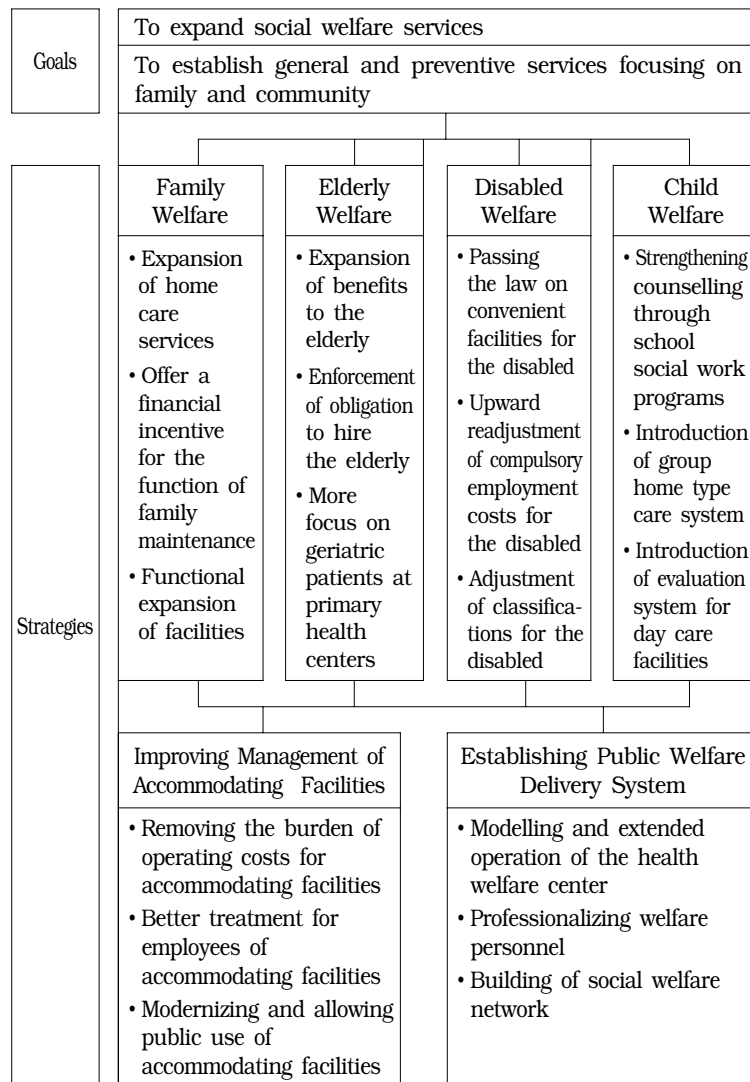 Goals
To expand social welfare services
To establish general and preventive services focusing on
family and community
Strategies
Family
Welfare
• Expansion
of home
care
services
• Offer a
financial
incentive
for the
function of
family
maintenance
• Functional
expansion
of facilities
Elderly
Welfare
• Expansion
of benefits
to the
elderly
• Enforcement
of obligation
to hire
the elderly
• More
focus on
geriatric
patients at
primary
health
centers
Disabled
Welfare
• Passing
the law on
convenient
facilities for
the disabled
• Upward
readjustment
of compulsory
employment
costs for
the disabled
• Adjustment
of classifica-
tions for the
disabled
Child
Welfare
• Strengthening
counselling
through
school
social work
programs
• Introduction
of group
home type
care system
• Introduction
of evaluation
system for
day care
facilities
Improving Management of
Accommodating Facilities
• Removing the burden of
operating costs for
accommodating facilities
• Better treatment for
employees of
accommodating facilities
• Modernizing and allowing
public use of
accommodating facilities
Establishing Public Welfare
Delivery System
• Modelling and extended
operation of the health
welfare center
• Professionalizing welfare
personnel
• Building of social welfare
network